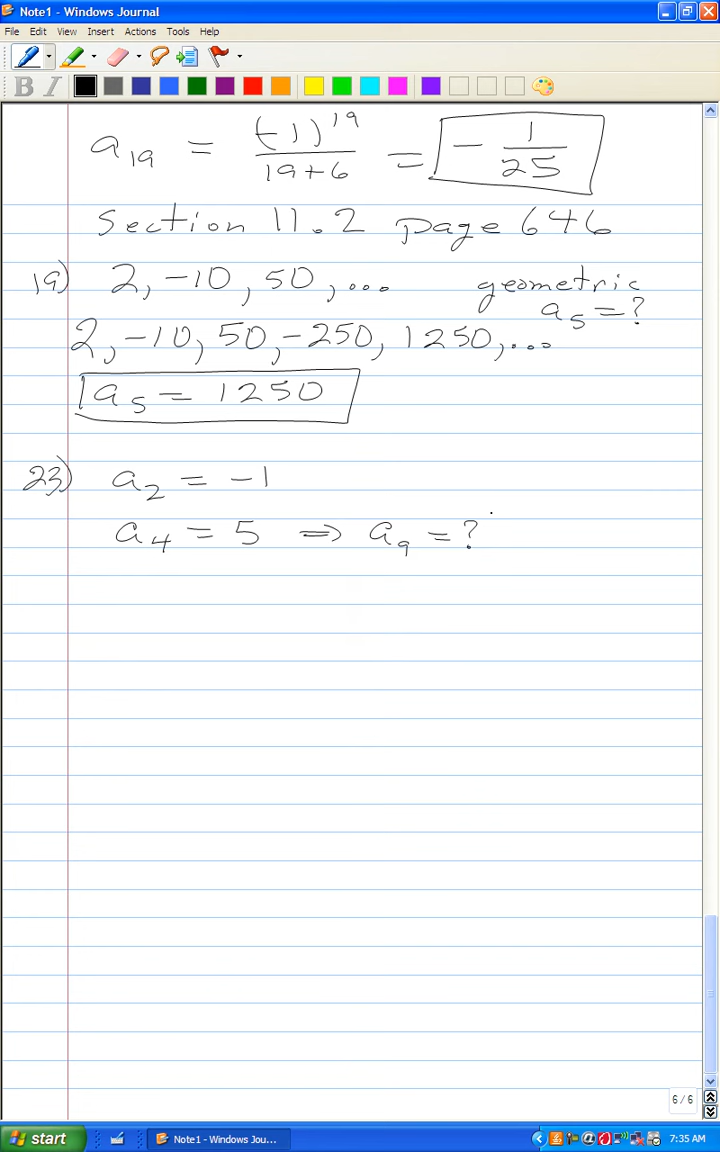 Note1 - Windows Journal
File Edit View Insert Actions Tools Help
B I
a19 = (-1)^19 / 19+6 = - 1/25
Section 11.2 page 646
19) 2, -10, 50, ... geometric
a5 = ?
2, -10, 50, -250, 1250, ...
a5 = 1250
23) a2 = -1
a4 = 5 ⇒ a9 = ?
6 / 6
start Note1 - Windows Jou... 7:35 AM